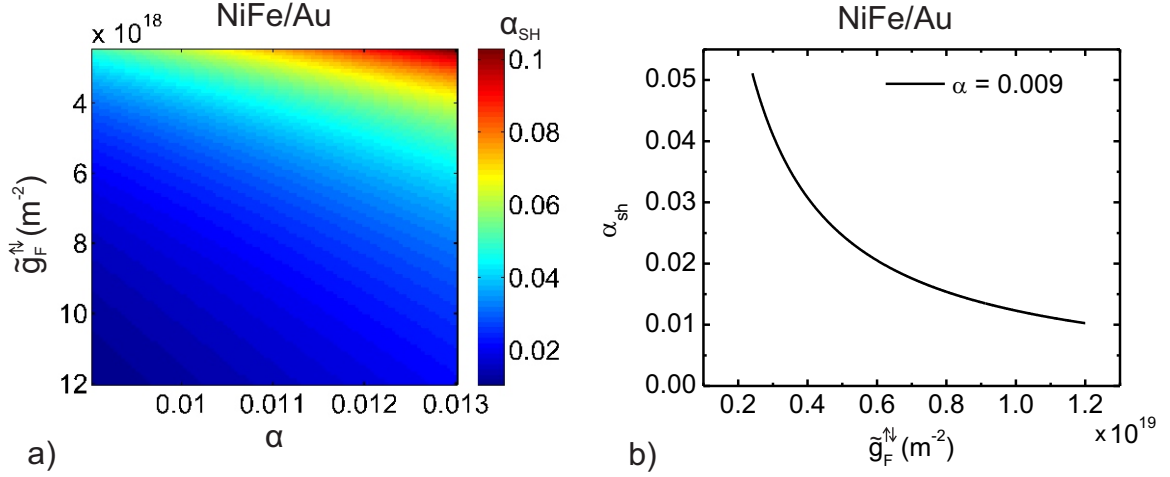 NiFe/Au
x 10^18
4
6
8
10
12
g̃_F^⇑⇓ (m^-2)
0.01 0.011 0.012 0.013
α
α_SH
0.1
0.08
0.06
0.04
0.02
a)
NiFe/Au
α = 0.009
0.05
0.04
0.03
0.02
0.01
0.00
α_sh
0.2 0.4 0.6 0.8 1.0 1.2
×10^19
g̃_F^⇑⇓ (m^-2)
b)